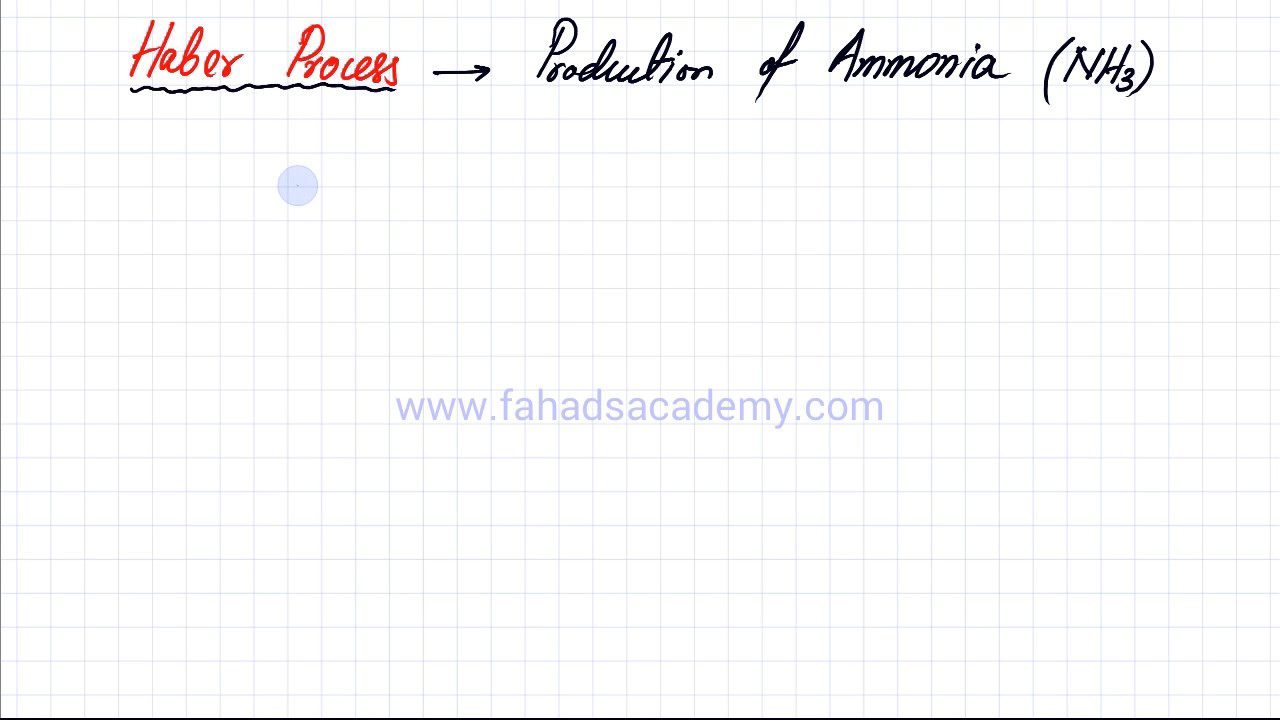 Haber Process → Production of Ammonia (NH3)
www.fahadsacademy.com